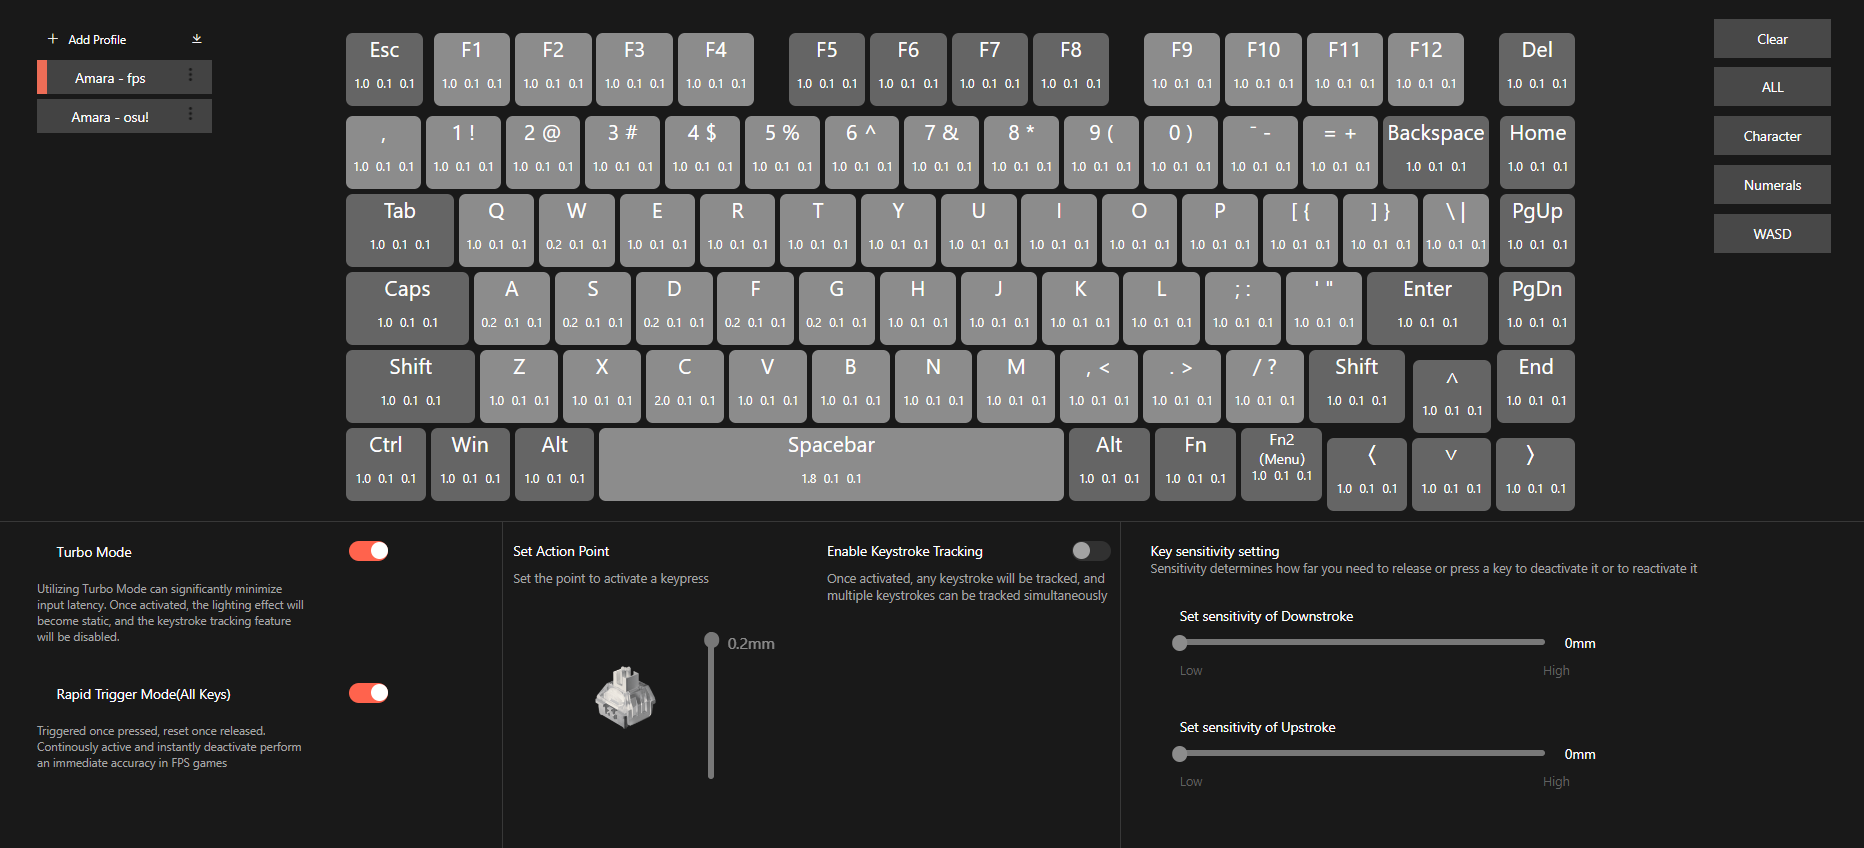 Add Profile
Amara - fps
Amara - osu!
Esc F1 F2 F3 F4 F5 F6 F7 F8 F9 F10 F11 F12 Del
1.0 0.1 0.1 1.0 0.1 0.1 1.0 0.1 0.1 1.0 0.1 0.1 1.0 0.1 0.1 1.0 0.1 0.1 1.0 0.1 0.1 1.0 0.1 0.1 1.0 0.1 0.1 1.0 0.1 0.1 1.0 0.1 0.1 1.0 0.1 0.1 1.0 0.1 0.1 1.0 0.1 0.1
, 1 ! 2 @ 3 # 4 $ 5 % 6 ^ 7 & 8 * 9 ( 0 ) ¯ - = + Backspace Home
1.0 0.1 0.1 1.0 0.1 0.1 1.0 0.1 0.1 1.0 0.1 0.1 1.0 0.1 0.1 1.0 0.1 0.1 1.0 0.1 0.1 1.0 0.1 0.1 1.0 0.1 0.1 1.0 0.1 0.1 1.0 0.1 0.1 1.0 0.1 0.1 1.0 0.1 0.1 1.0 0.1 0.1 1.0 0.1 0.1
Tab Q W E R T Y U I O P [ { ] } \ | PgUp
1.0 0.1 0.1 1.0 0.1 0.1 0.2 0.1 0.1 1.0 0.1 0.1 1.0 0.1 0.1 1.0 0.1 0.1 1.0 0.1 0.1 1.0 0.1 0.1 1.0 0.1 0.1 1.0 0.1 0.1 1.0 0.1 0.1 1.0 0.1 0.1 1.0 0.1 0.1 1.0 0.1 0.1 1.0 0.1 0.1
Caps A S D F G H J K L ; : ' " Enter PgDn
1.0 0.1 0.1 0.2 0.1 0.1 0.2 0.1 0.1 0.2 0.1 0.1 0.2 0.1 0.1 0.2 0.1 0.1 1.0 0.1 0.1 1.0 0.1 0.1 1.0 0.1 0.1 1.0 0.1 0.1 1.0 0.1 0.1 1.0 0.1 0.1 1.0 0.1 0.1 1.0 0.1 0.1
Shift Z X C V B N M , < . > / ? Shift ^ End
1.0 0.1 0.1 1.0 0.1 0.1 1.0 0.1 0.1 2.0 0.1 0.1 1.0 0.1 0.1 1.0 0.1 0.1 1.0 0.1 0.1 1.0 0.1 0.1 1.0 0.1 0.1 1.0 0.1 0.1 1.0 0.1 0.1 1.0 0.1 0.1 1.0 0.1 0.1 1.0 0.1 0.1
Ctrl Win Alt Spacebar Alt Fn Fn2 (Menu) 〈 ˅ 〉
1.0 0.1 0.1 1.0 0.1 0.1 1.0 0.1 0.1 1.8 0.1 0.1 1.0 0.1 0.1 1.0 0.1 0.1 1.0 0.1 0.1 1.0 0.1 0.1 1.0 0.1 0.1 1.0 0.1 0.1
Clear
ALL
Character
Numerals
WASD
Turbo Mode
Utilizing Turbo Mode can significantly minimize
input latency. Once activated, the lighting effect will
become static, and the keystroke tracking feature
will be disabled.
Rapid Trigger Mode(All Keys)
Triggered once pressed, reset once released.
Continously active and instantly deactivate perform
an immediate accuracy in FPS games
Set Action Point
Set the point to activate a keypress
0.2mm
Enable Keystroke Tracking
Once activated, any keystroke will be tracked, and
multiple keystrokes can be tracked simultaneously
Key sensitivity setting
Sensitivity determines how far you need to release or press a key to deactivate it or to reactivate it
Set sensitivity of Downstroke
0mm
Low High
Set sensitivity of Upstroke
0mm
Low High